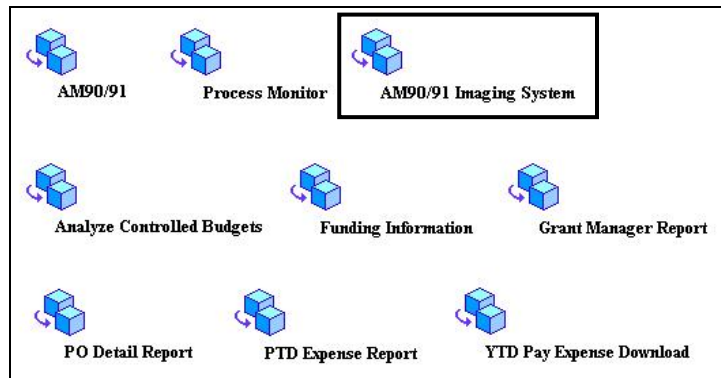 AM90/91
Process Monitor
AM90/91 Imaging System
Analyze Controlled Budgets
Funding Information
Grant Manager Report
PO Detail Report
PTD Expense Report
YTD Pay Expense Download